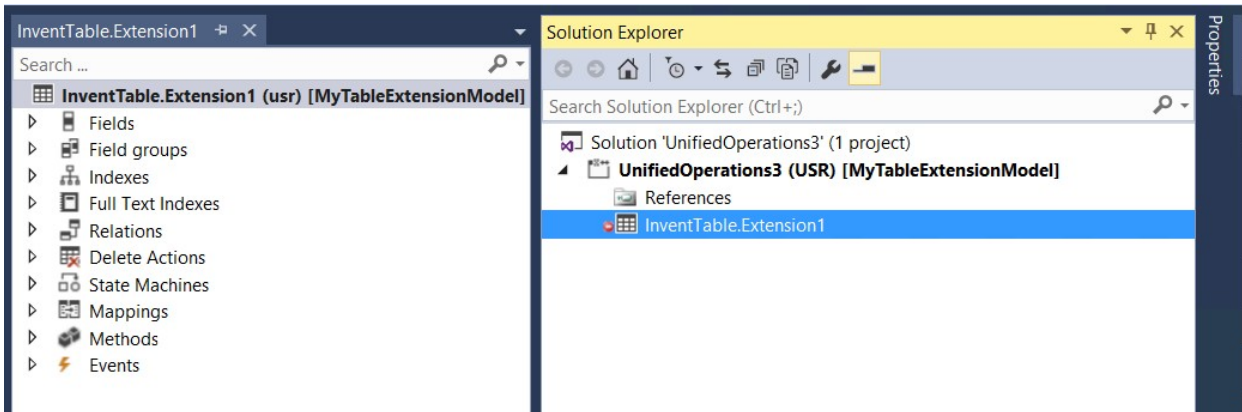 InventTable.Extension1
Search ...
InventTable.Extension1 (usr) [MyTableExtensionModel]
Fields
Field groups
Indexes
Full Text Indexes
Relations
Delete Actions
State Machines
Mappings
Methods
Events
Solution Explorer
Search Solution Explorer (Ctrl+;)
Solution 'UnifiedOperations3' (1 project)
UnifiedOperations3 (USR) [MyTableExtensionModel]
References
InventTable.Extension1
Properties